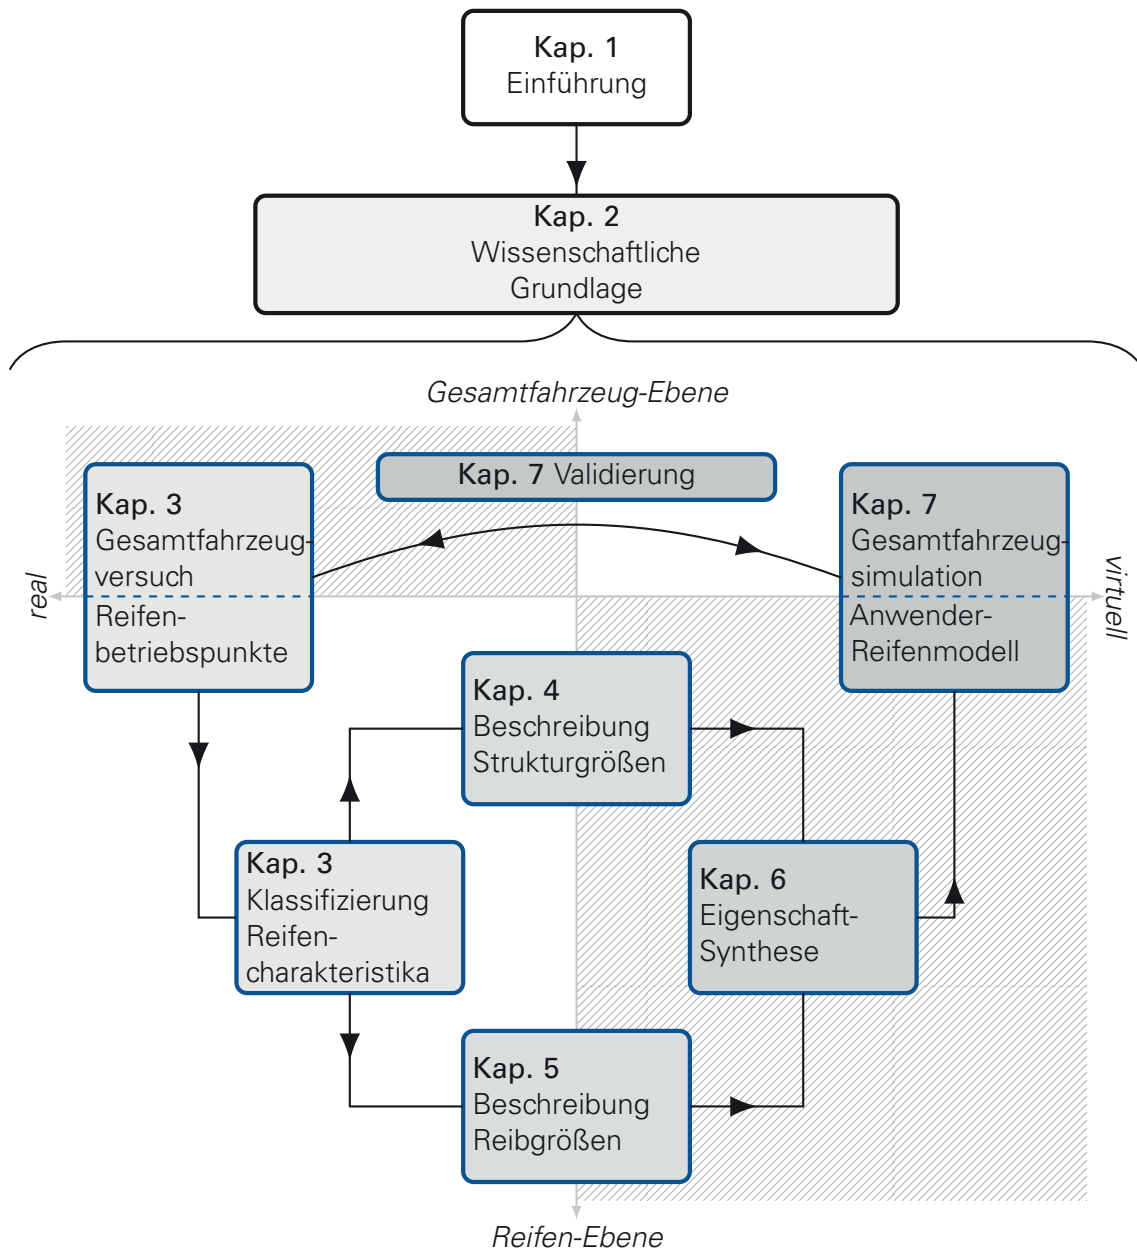 Kap. 1
Einführung
Kap. 2
Wissenschaftliche
Grundlage
Gesamtfahrzeug-Ebene
Kap. 7 Validierung
Kap. 3
Gesamtfahrzeug-
versuch
Reifen-
betriebspunkte
Kap. 7
Gesamtfahrzeug-
simulation
Anwender-
Reifenmodell
real
virtuell
Kap. 4
Beschreibung
Strukturgrößen
Kap. 3
Klassifizierung
Reifen-
charakteristika
Kap. 6
Eigenschaft-
Synthese
Kap. 5
Beschreibung
Reibgrößen
Reifen-Ebene